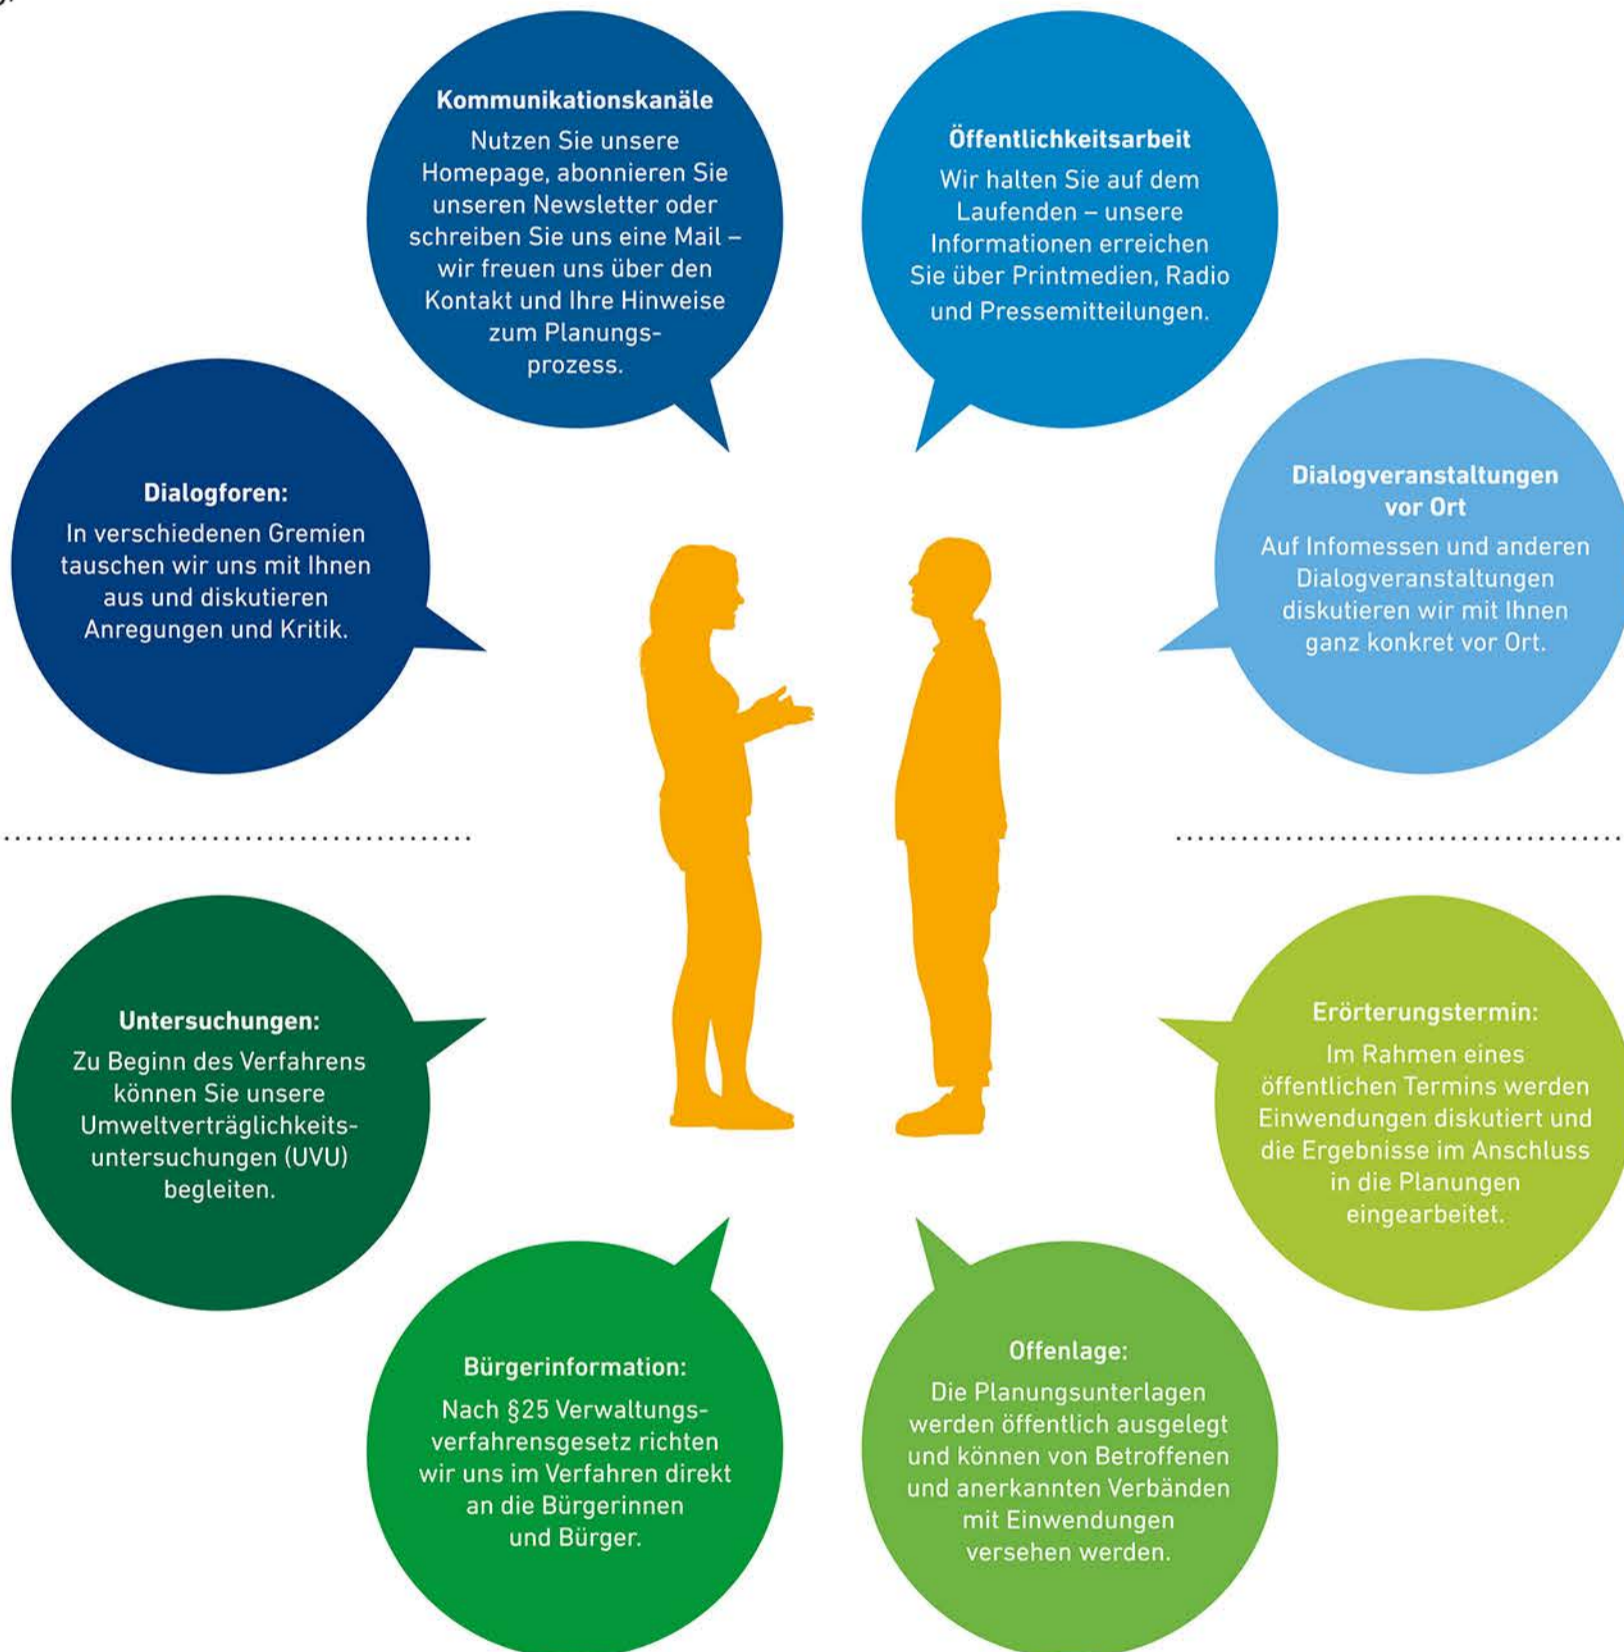 Kommunikationskanäle
Nutzen Sie unsere
Homepage, abonnieren Sie
unseren Newsletter oder
schreiben Sie uns eine Mail –
wir freuen uns über den
Kontakt und Ihre Hinweise
zum Planungs-
prozess.
Öffentlichkeitsarbeit
Wir halten Sie auf dem
Laufenden – unsere
Informationen erreichen
Sie über Printmedien, Radio
und Pressemitteilungen.
Dialogforen:
In verschiedenen Gremien
tauschen wir uns mit Ihnen
aus und diskutieren
Anregungen und Kritik.
Dialogveranstaltungen
vor Ort
Auf Infomessen und anderen
Dialogveranstaltungen
diskutieren wir mit Ihnen
ganz konkret vor Ort.
Untersuchungen:
Zu Beginn des Verfahrens
können Sie unsere
Umweltverträglichkeits-
untersuchungen (UVU)
begleiten.
Erörterungstermin:
Im Rahmen eines
öffentlichen Termins werden
Einwendungen diskutiert und
die Ergebnisse im Anschluss
in die Planungen
eingearbeitet.
Bürgerinformation:
Nach §25 Verwaltungs-
verfahrensgesetz richten
wir uns im Verfahren direkt
an die Bürgerinnen
und Bürger.
Offenlage:
Die Planungsunterlagen
werden öffentlich ausgelegt
und können von Betroffenen
und anerkannten Verbänden
mit Einwendungen
versehen werden.